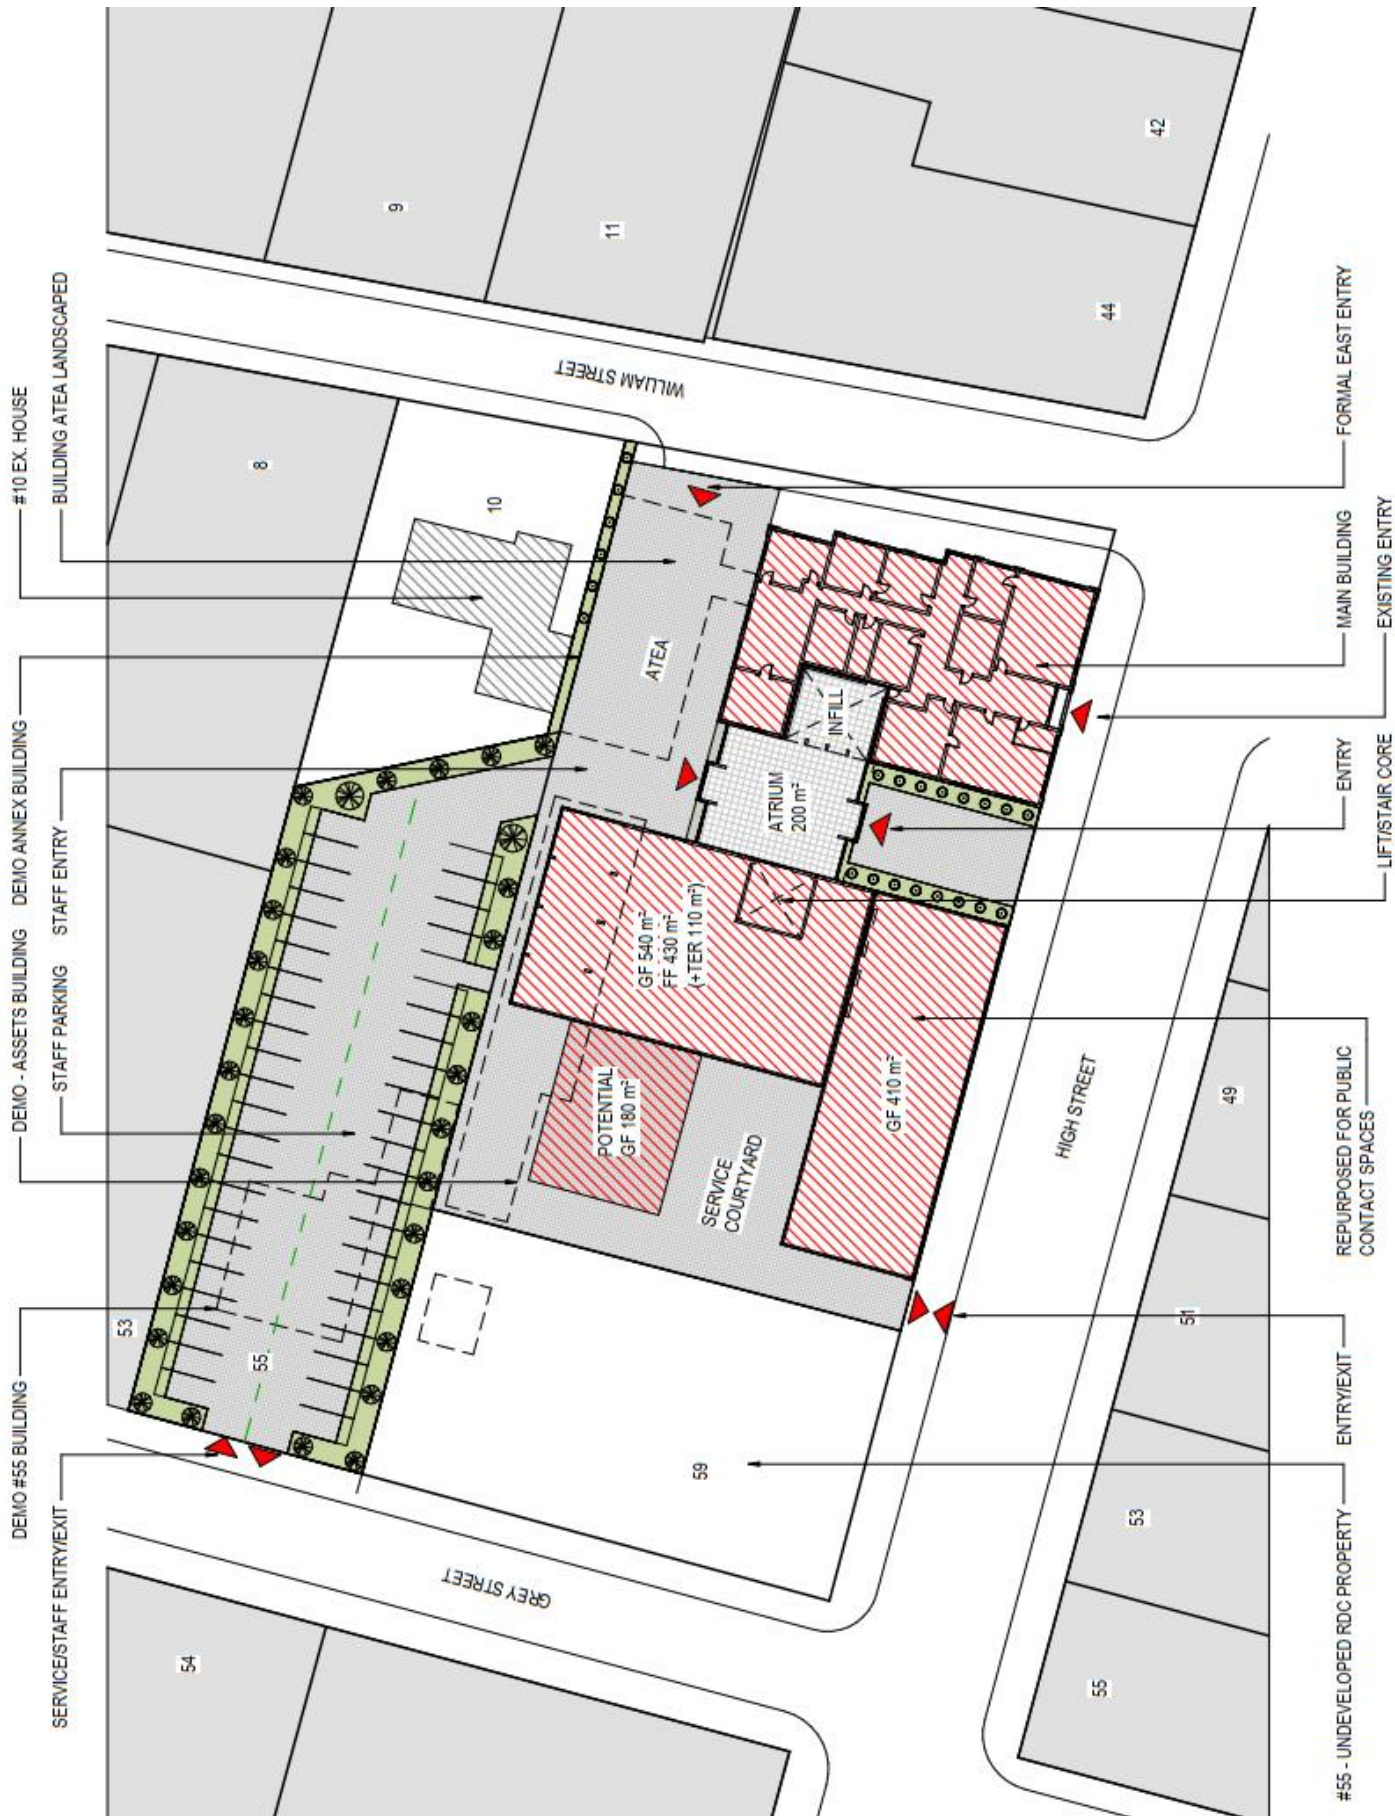 SERVICE/STAFF ENTRY/EXIT
DEMO #55 BUILDING
STAFF PARKING
DEMO - ASSETS BUILDING
STAFF ENTRY
DEMO ANNEX BUILDING
BUILDING ATEA LANDSCAPED
#10 EX. HOUSE
54
53
55
8
10
9
11
42
44
WILLIAM STREET
GREY STREET
HIGH STREET
ATEA
INFILL
ATRIUM
200 m²
GF 540 m²
FF 430 m²
(+TER 110 m²)
POTENTIAL
GF 180 m²
SERVICE
COURTYARD
GF 410 m²
59
55
53
51
49
#55 - UNDEVELOPED RDC PROPERTY
ENTRY/EXIT
REPURPOSED FOR PUBLIC
CONTACT SPACES
LIFT/STAIR CORE
ENTRY
EXISTING ENTRY
MAIN BUILDING
FORMAL EAST ENTRY